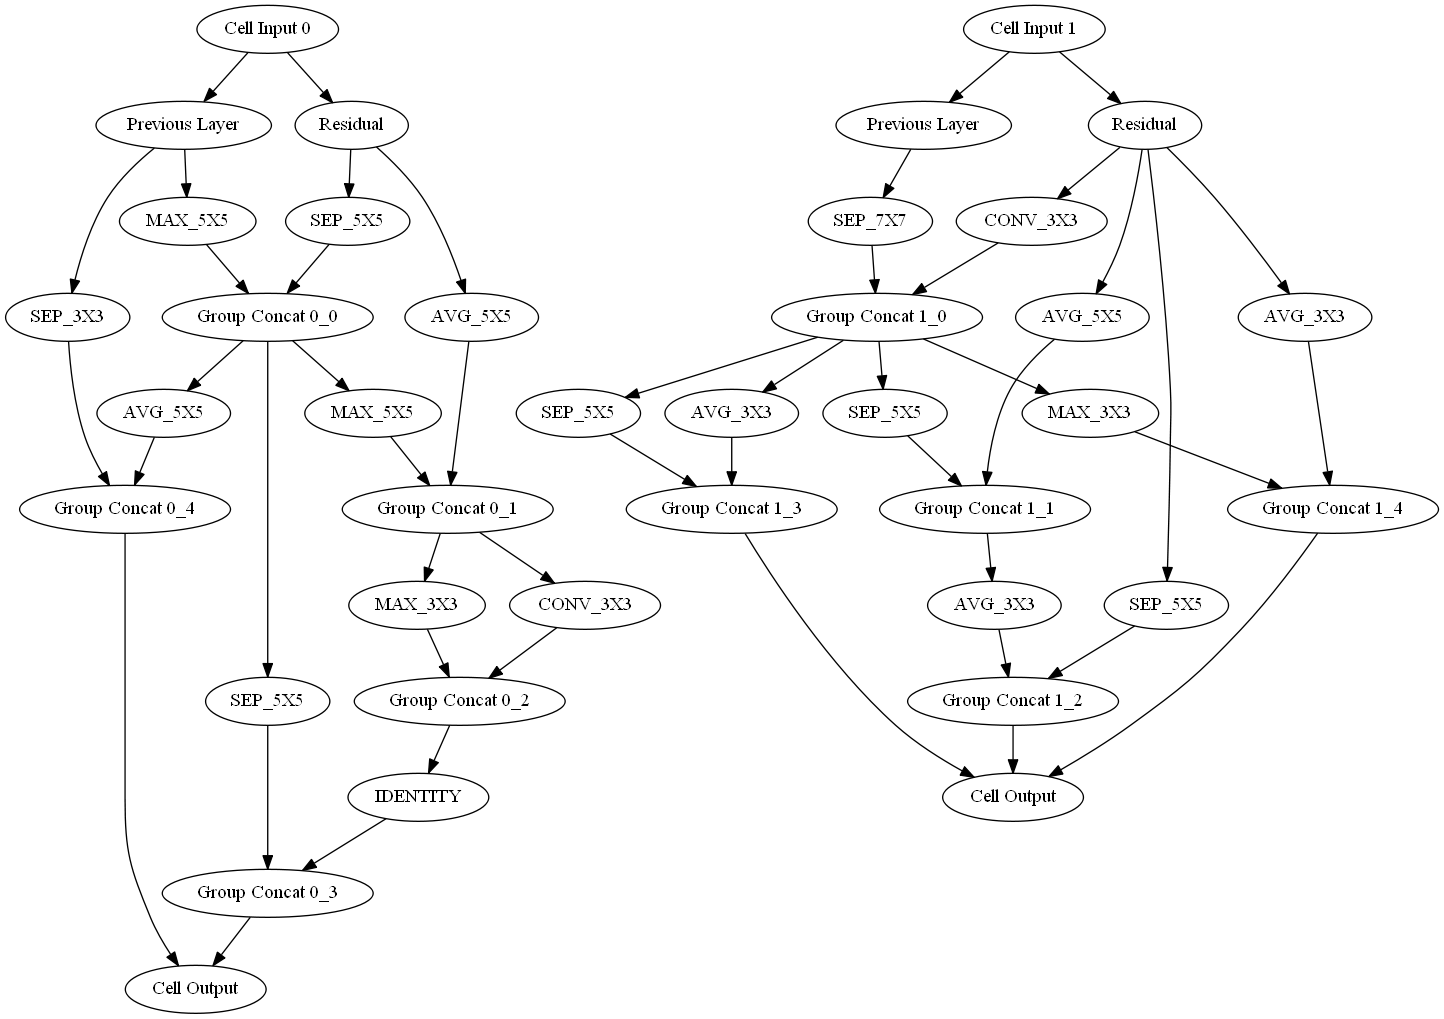 Cell Input 0
Cell Input 1
Previous Layer
Residual
Previous Layer
Residual
MAX_5X5
SEP_5X5
SEP_7X7
CONV_3X3
SEP_3X3
Group Concat 0_0
AVG_5X5
Group Concat 1_0
AVG_5X5
AVG_3X3
AVG_5X5
MAX_5X5
SEP_5X5
AVG_3X3
SEP_5X5
MAX_3X3
Group Concat 0_4
Group Concat 0_1
Group Concat 1_3
Group Concat 1_1
Group Concat 1_4
MAX_3X3
CONV_3X3
AVG_3X3
SEP_5X5
SEP_5X5
Group Concat 0_2
Group Concat 1_2
IDENTITY
Cell Output
Group Concat 0_3
Cell Output